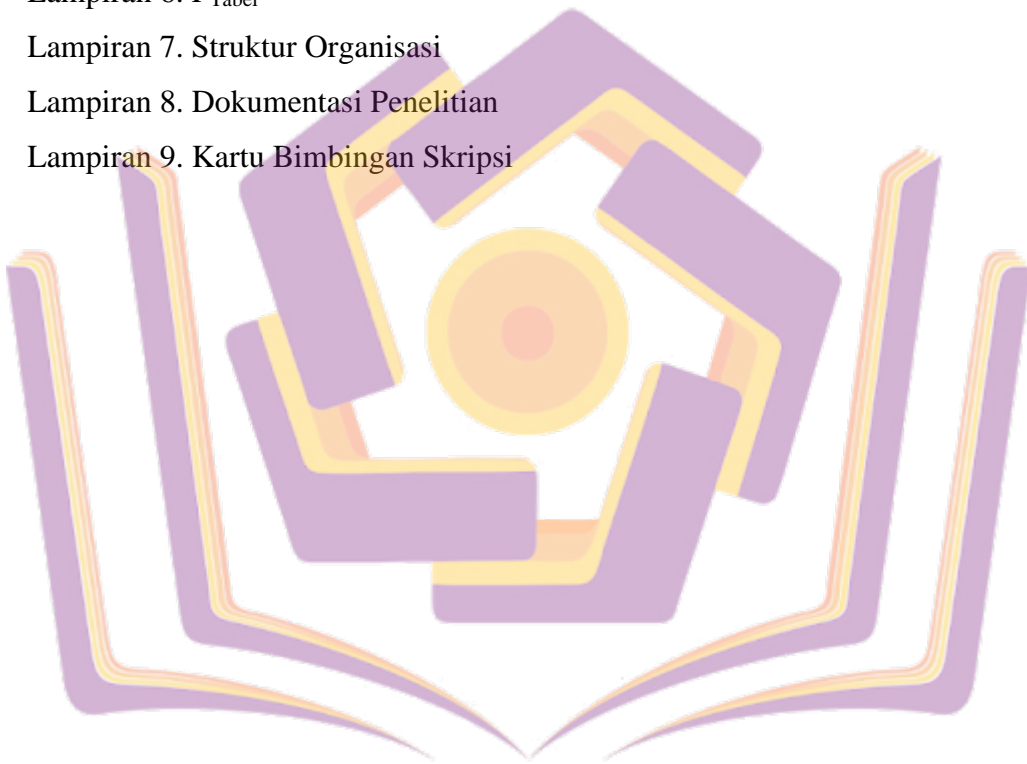 Lampiran 7. Struktur Organisasi
Lampiran 8. Dokumentasi Penelitian
Lampiran 9. Kartu Bimbingan Skripsi